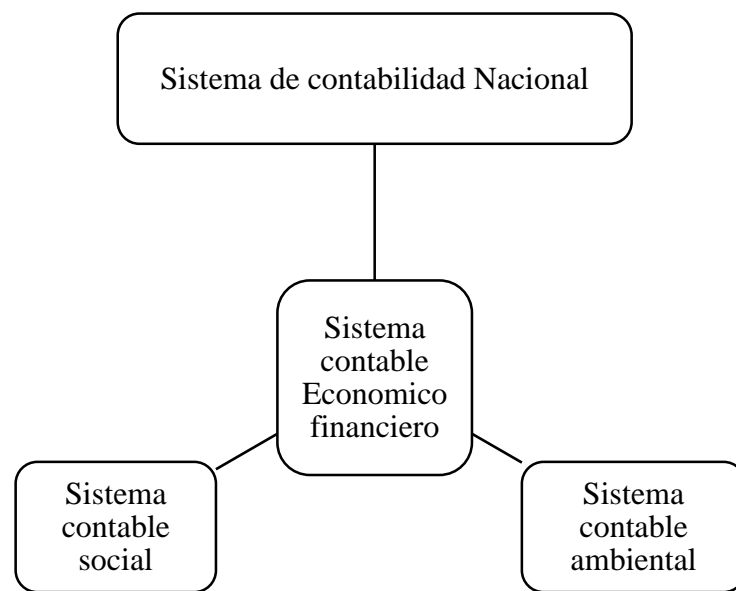 Sistema de contabilidad Nacional
Sistema
contable
Economico
financiero
Sistema
contable
social
Sistema
contable
ambiental